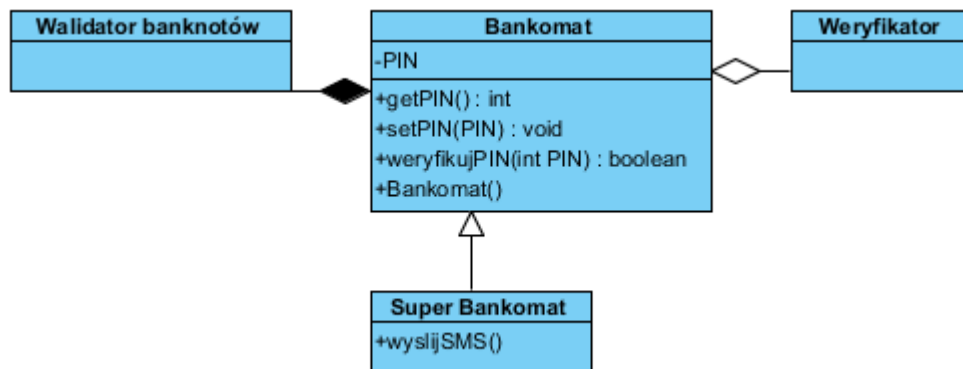 Walidator banknotów
Bankomat
-PIN
+getPIN() : int
+setPIN(PIN) : void
+weryfikujPIN(int PIN) : boolean
+Bankomat()
Weryfikator
Super Bankomat
+wyslijSMS()